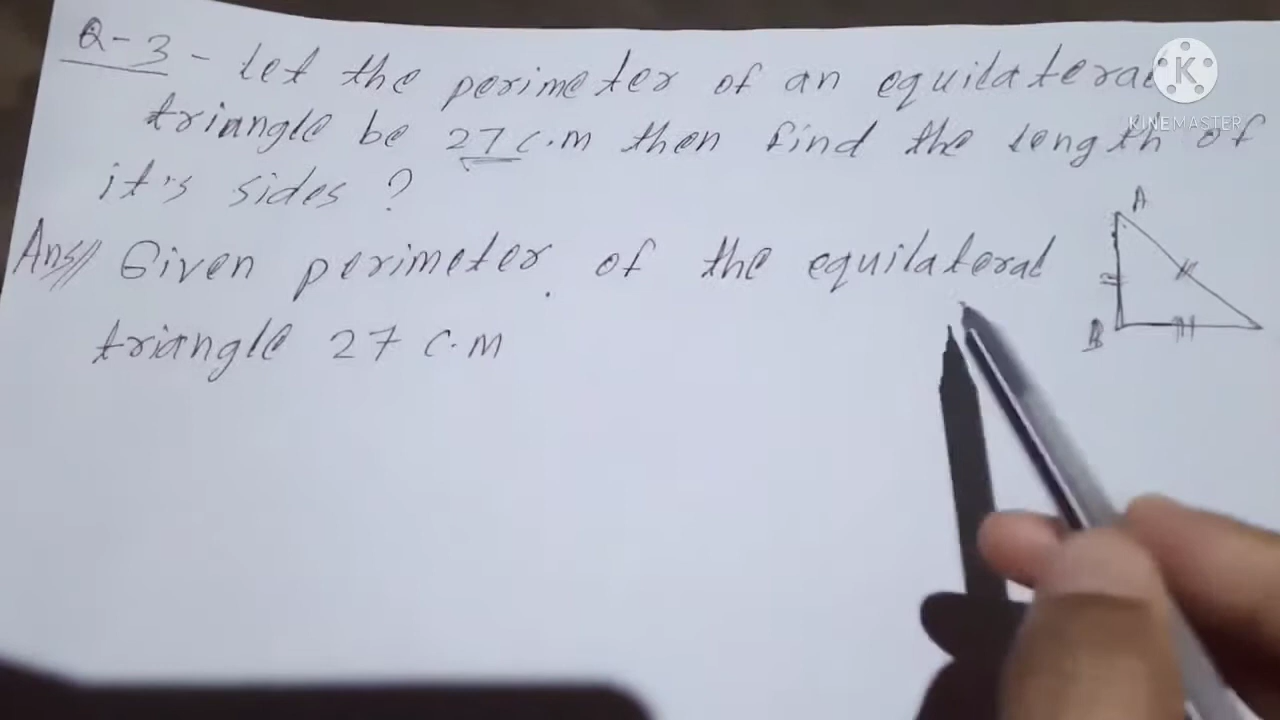 Q-3 - Let the perimeter of an equilateral
triangle be 27 c.m then find the length of
it's sides ?
Ans// Given perimeter of the equilateral
triangle 27 c.m
A
B
K
KINEMASTER